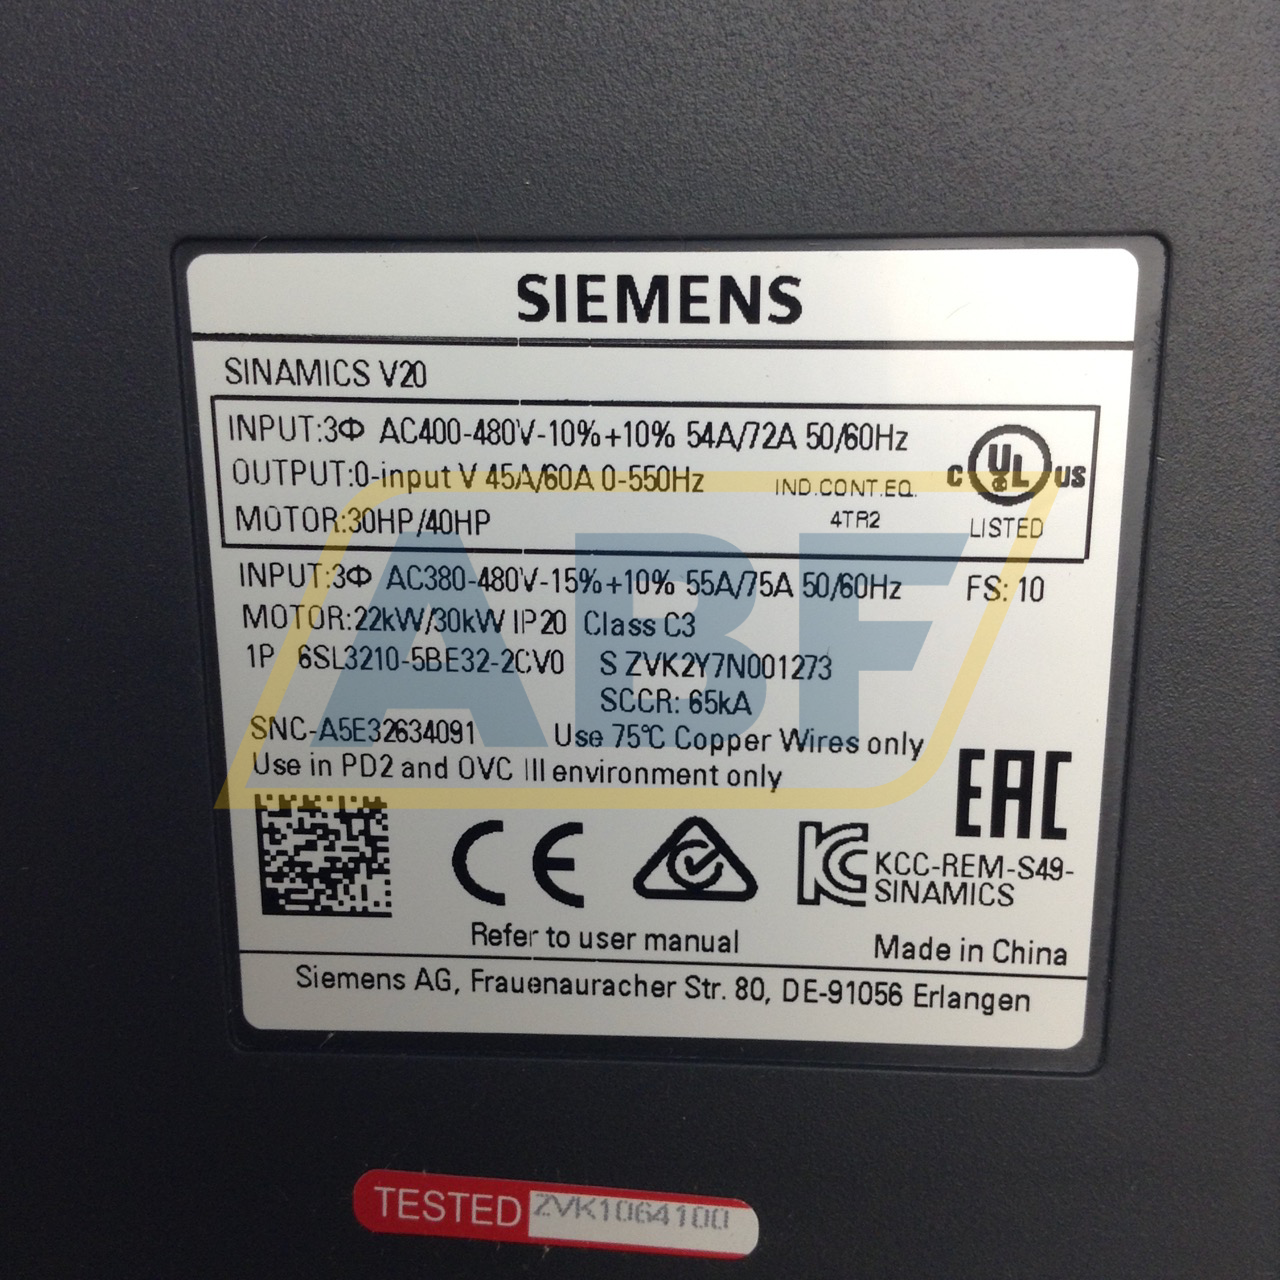 SIEMENS
SINAMICS V20
INPUT:3Φ AC400-480V-10%+10% 54A/72A 50/60Hz
OUTPUT:0-input V 45A/60A 0-550Hz
MOTOR:30HP/40HP
IND.CONT.EQ.
4TR2
C UL US
LISTED
INPUT:3Φ AC380-480V-15%+10% 55A/75A 50/60Hz FS: 10
MOTOR:22kW/30kW IP20 Class C3
1P 6SL3210-5BE32-2CV0 S ZVK2Y7N001273
SCCR: 65kA
SNC-A5E32634091 Use 75℃ Copper Wires only
Use in PD2 and OVC III environment only
ABF
EAC
CE
KCC-REM-S49-
SINAMICS
Refer to user manual
Made in China
Siemens AG, Frauenauracher Str. 80, DE-91056 Erlangen
TESTED ZVK1064100